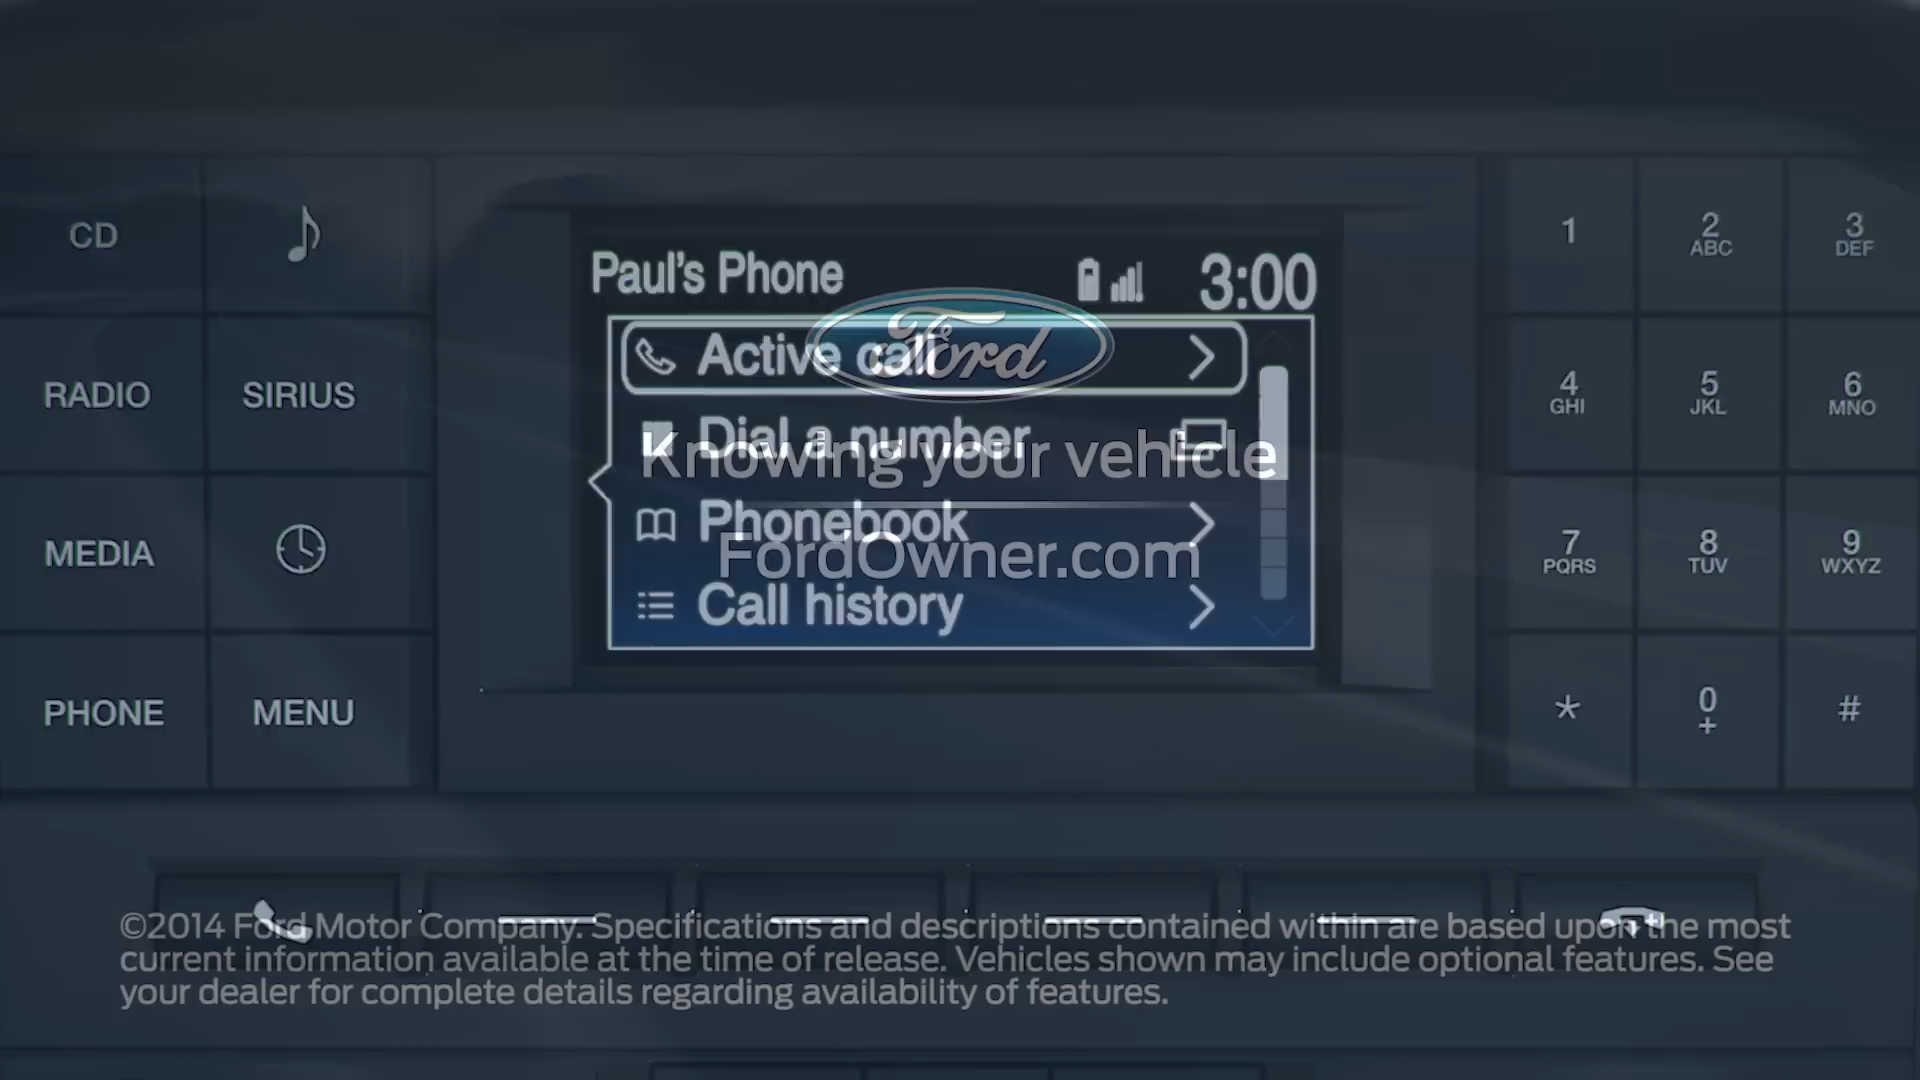 CD
RADIO
SIRIUS
MEDIA
PHONE
MENU
Paul's Phone
3:00
Active call
Dial a number
Phonebook
Call history
Ford
Knowing your vehicle
FordOwner.com
1
2
ABC
3
DEF
4
GHI
5
JKL
6
MNO
7
PQRS
8
TUV
9
WXYZ
*
0
+
#
©2014 Ford Motor Company. Specifications and descriptions contained within are based upon the most
current information available at the time of release. Vehicles shown may include optional features. See
your dealer for complete details regarding availability of features.